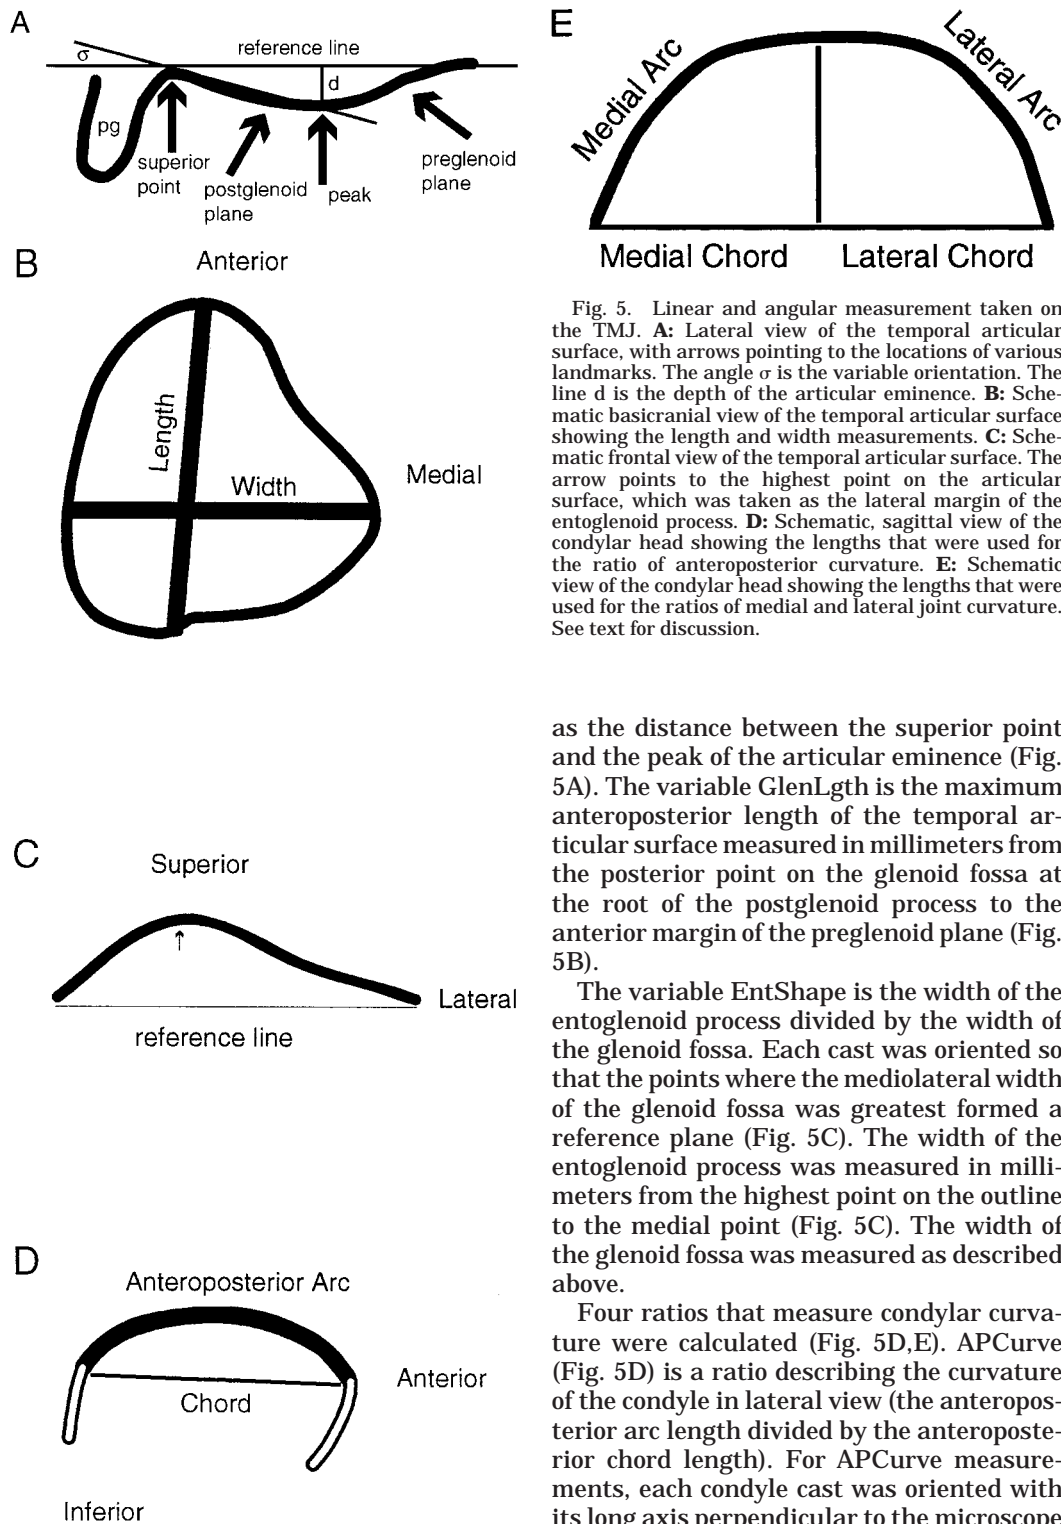 A
σ
reference line
d
pg
superior
point
postglenoid
plane
peak
preglenoid
plane
B
Anterior
Length
Width
Medial
C
Superior
Lateral
reference line
D
Anteroposterior Arc
Chord
Anterior
Inferior
E
Medial Arc
Lateral Arc
Medial Chord
Lateral Chord
Fig. 5. Linear and angular measurement taken on
the TMJ. A: Lateral view of the temporal articular
surface, with arrows pointing to the locations of various
landmarks. The angle σ is the variable orientation. The
line d is the depth of the articular eminence. B: Sche-
matic basicranial view of the temporal articular surface
showing the length and width measurements. C: Sche-
matic frontal view of the temporal articular surface. The
arrow points to the highest point on the articular
surface, which was taken as the lateral margin of the
entoglenoid process. D: Schematic, sagittal view of the
condylar head showing the lengths that were used for
the ratio of anteroposterior curvature. E: Schematic
view of the condylar head showing the lengths that were
used for the ratios of medial and lateral joint curvature.
See text for discussion.
as the distance between the superior point
and the peak of the articular eminence (Fig.
5A). The variable GlenLgth is the maximum
anteroposterior length of the temporal ar-
ticular surface measured in millimeters from
the posterior point on the glenoid fossa at
the root of the postglenoid process to the
anterior margin of the preglenoid plane (Fig.
5B).
The variable EntShape is the width of the
entoglenoid process divided by the width of
the glenoid fossa. Each cast was oriented so
that the points where the mediolateral width
of the glenoid fossa was greatest formed a
reference plane (Fig. 5C). The width of the
entoglenoid process was measured in milli-
meters from the highest point on the outline
to the medial point (Fig. 5C). The width of
the glenoid fossa was measured as described
above.
Four ratios that measure condylar curva-
ture were calculated (Fig. 5D,E). APCurve
(Fig. 5D) is a ratio describing the curvature
of the condyle in lateral view (the anteropos-
terior arc length divided by the anteroposte-
rior chord length). For APCurve measure-
ments, each condyle cast was oriented with
its long axis perpendicular to the microscope